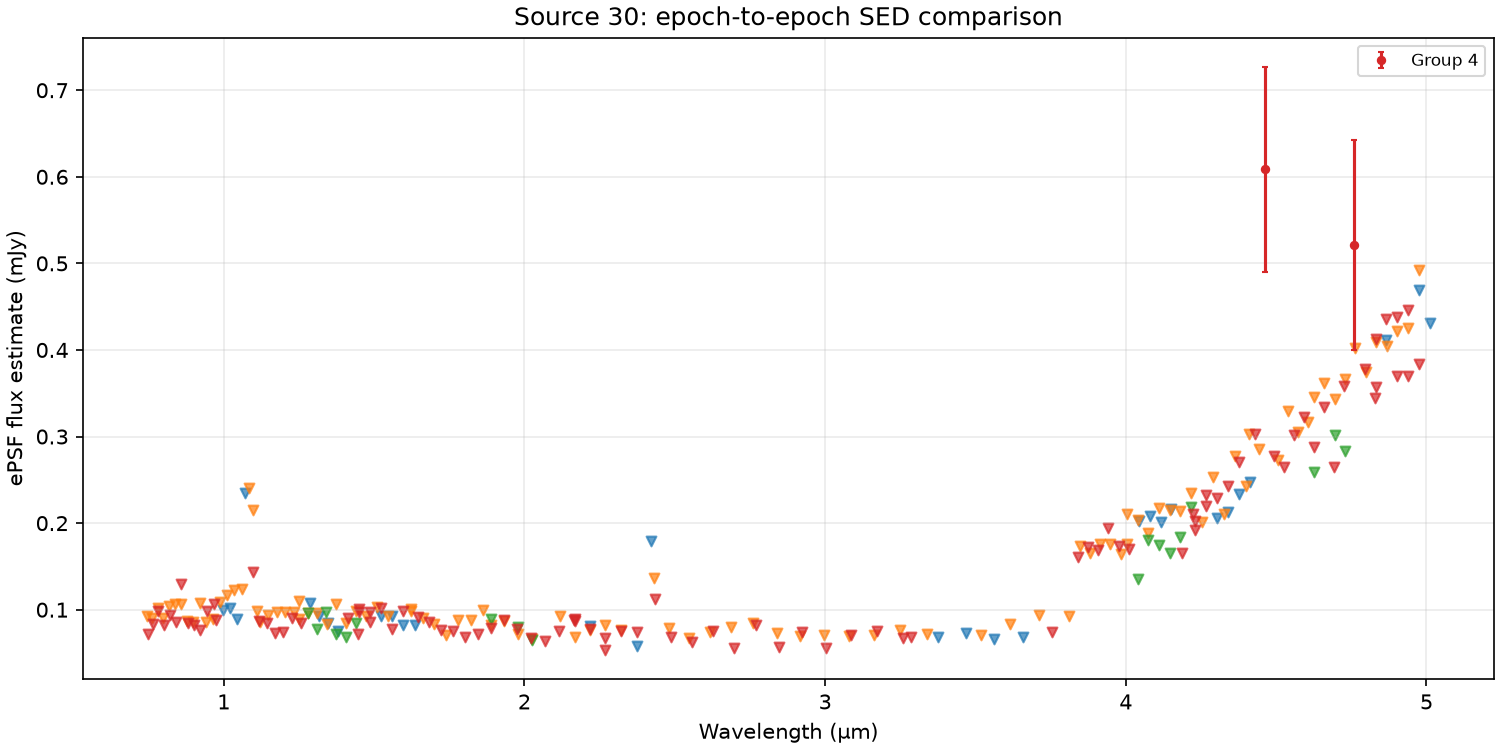 Source 30: epoch-to-epoch SED comparison
Group 4
ePSF flux estimate (mJy)
0.7
0.6
0.5
0.4
0.3
0.2
0.1
1 2 3 4 5
Wavelength (µm)